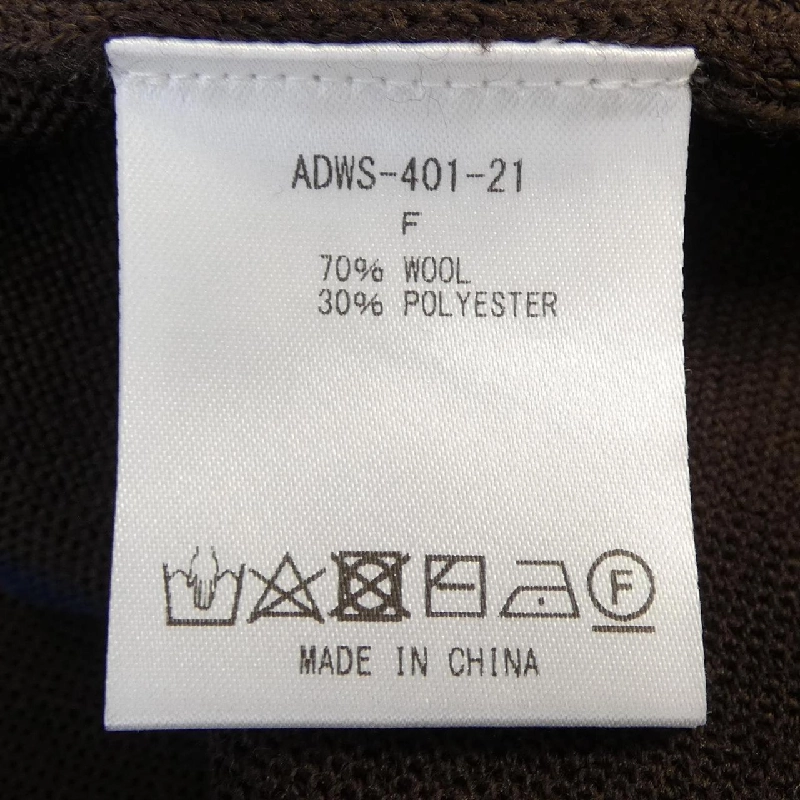 ADWS-401-21
F
70% WOOL
30% POLYESTER
F
MADE IN CHINA